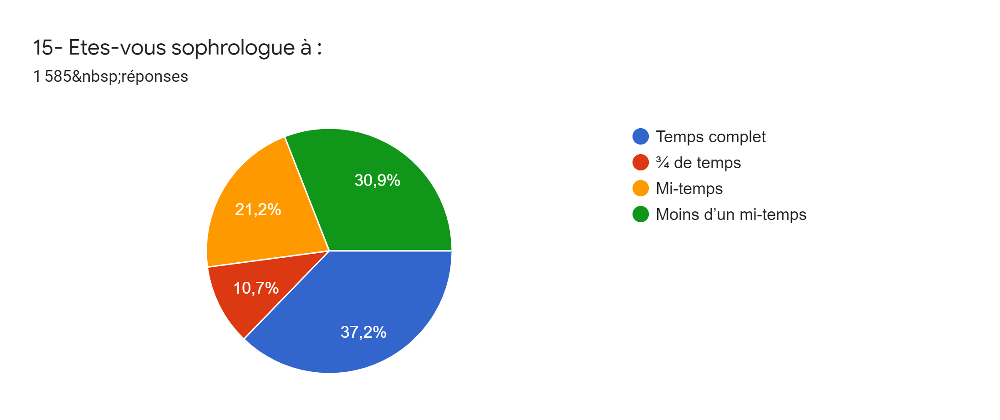 15- Etes-vous sophrologue à :
1 585&nbsp;réponses
30,9%
21,2%
10,7%
37,2%
Temps complet
¾ de temps
Mi-temps
Moins d’un mi-temps